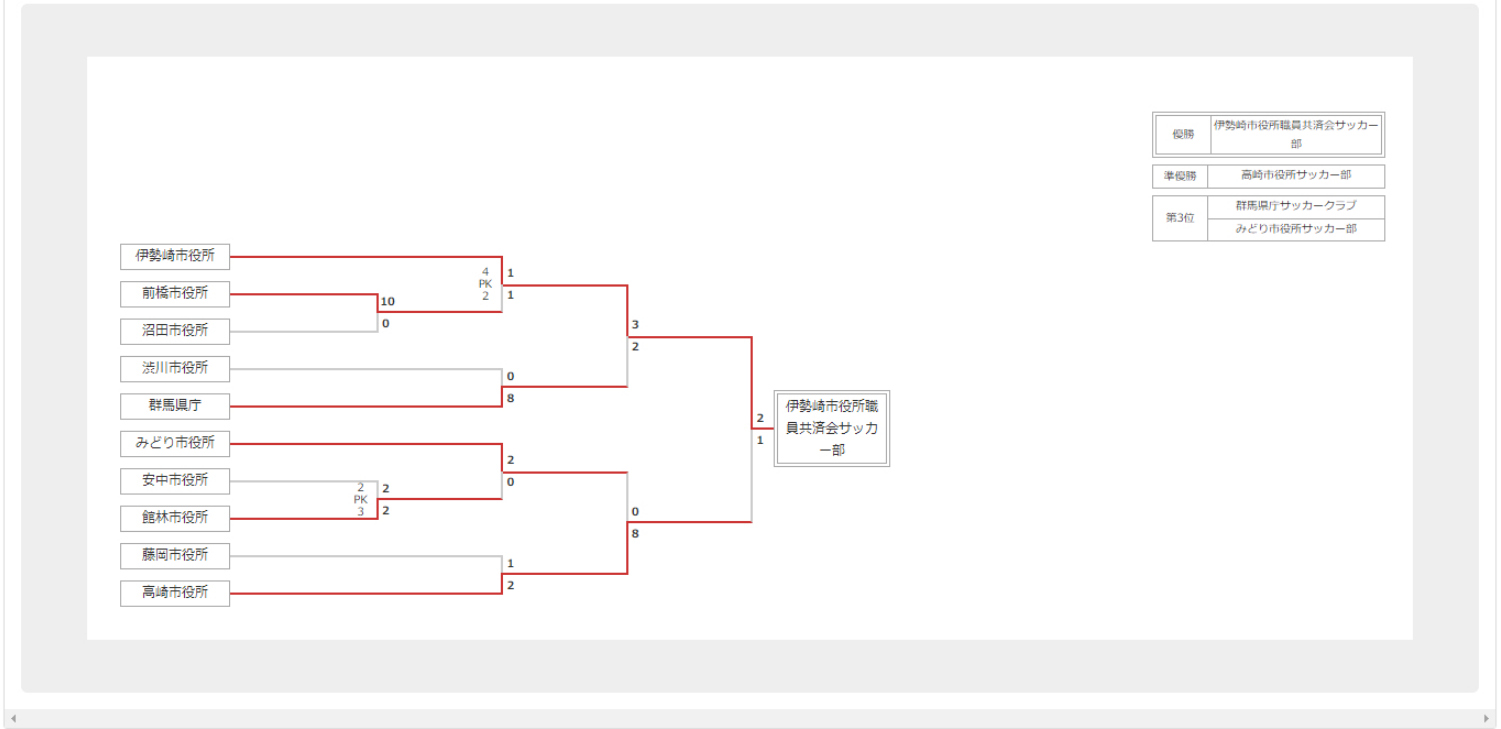 優勝
伊勢崎市役所職員共済会サッカー
部
準優勝
高崎市役所サッカー部
第3位
群馬県庁サッカークラブ
みどり市役所サッカー部
伊勢崎市役所
前橋市役所
沼田市役所
渋川市役所
群馬県庁
みどり市役所
安中市役所
館林市役所
藤岡市役所
高崎市役所
10
0
2
PK
3
2
2
4
PK
2
1
1
0
8
2
0
1
2
3
2
0
8
2
1
伊勢崎市役所職
員共済会サッカ
ー部